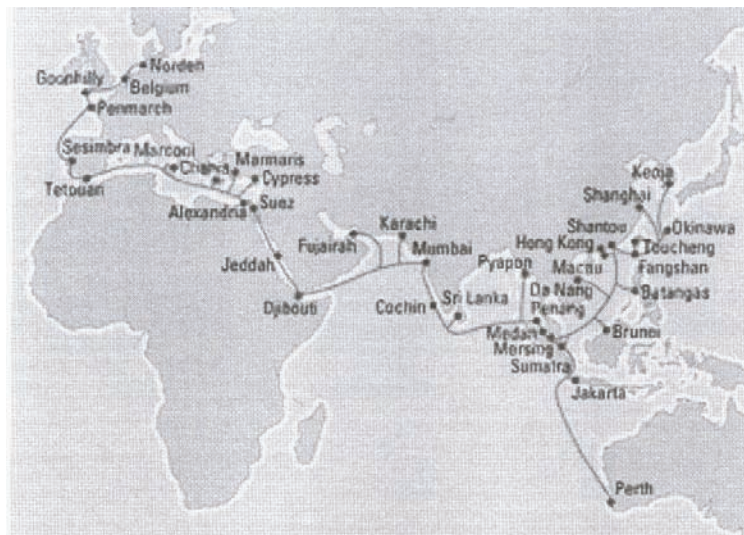 Norden
Goonhilly
Belgium
Penmarch
Sesimbra
Marconi
Marmaris
Chania
Cypress
Tetouan
Alexandria
Suez
Jeddah
Djibouti
Fujairah
Karachi
Mumbai
Cochin
Sri Lanka
Pyapon
Da Nang
Penang
Medan
Mersing
Sumatra
Jakarta
Perth
Keoja
Shanghai
Shantou
Okinawa
Hong Kong
Toucheng
Macau
Fangshan
Batangas
Brunei